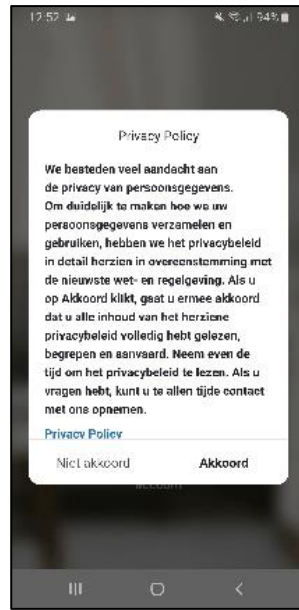 12:52
94%
Privacy Policy
We besteden veel aandacht aan
de privacy van persoonsgegevens.
Om duidelijk te maken hoe we uw
persoonsgegevens verzamelen en
gebruiken, hebben we het privacybeleid
in detail herzien in overeenstemming met
de nieuwste wet- en regelgeving. Als u
op Akkoord klikt, gaat u ermee akkoord
dat u alle inhoud van het herziene
privacybeleid volledig hebt gelezen,
begrepen en aanvaard. Neem even de
tijd om het privacybeleid te lezen. Als u
vragen hebt, kunt u te allen tijde contact
met ons opnemen.
Privacy Policy
Niet akkoord Akkoord
account